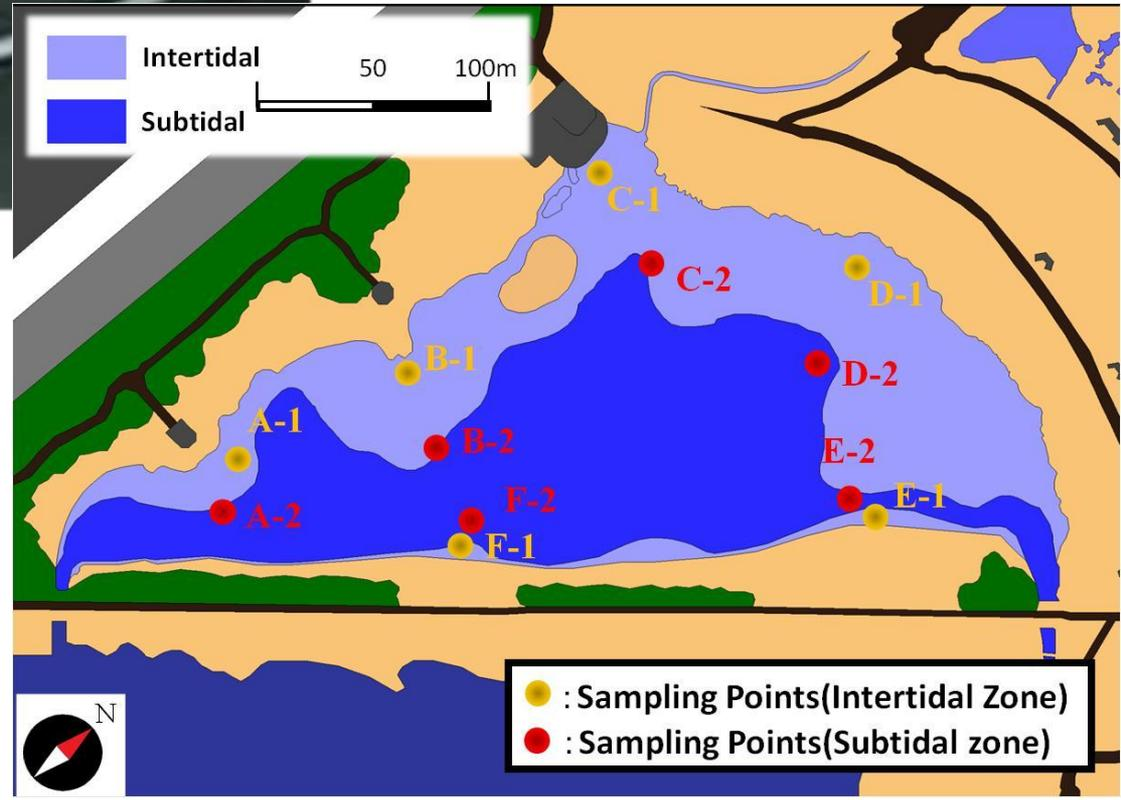 Intertidal
50 100m
Subtidal
C-1
C-2
D-1
B-1
D-2
A-1
B-2
E-2
E-1
F-2
A-2
F-1
: Sampling Points(Intertidal Zone)
: Sampling Points(Subtidal zone)
N